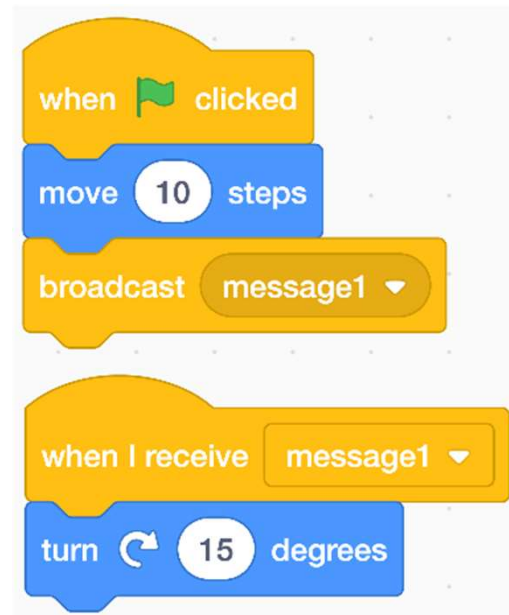 when clicked
move 10 steps
broadcast message1
when I receive message1
turn 15 degrees